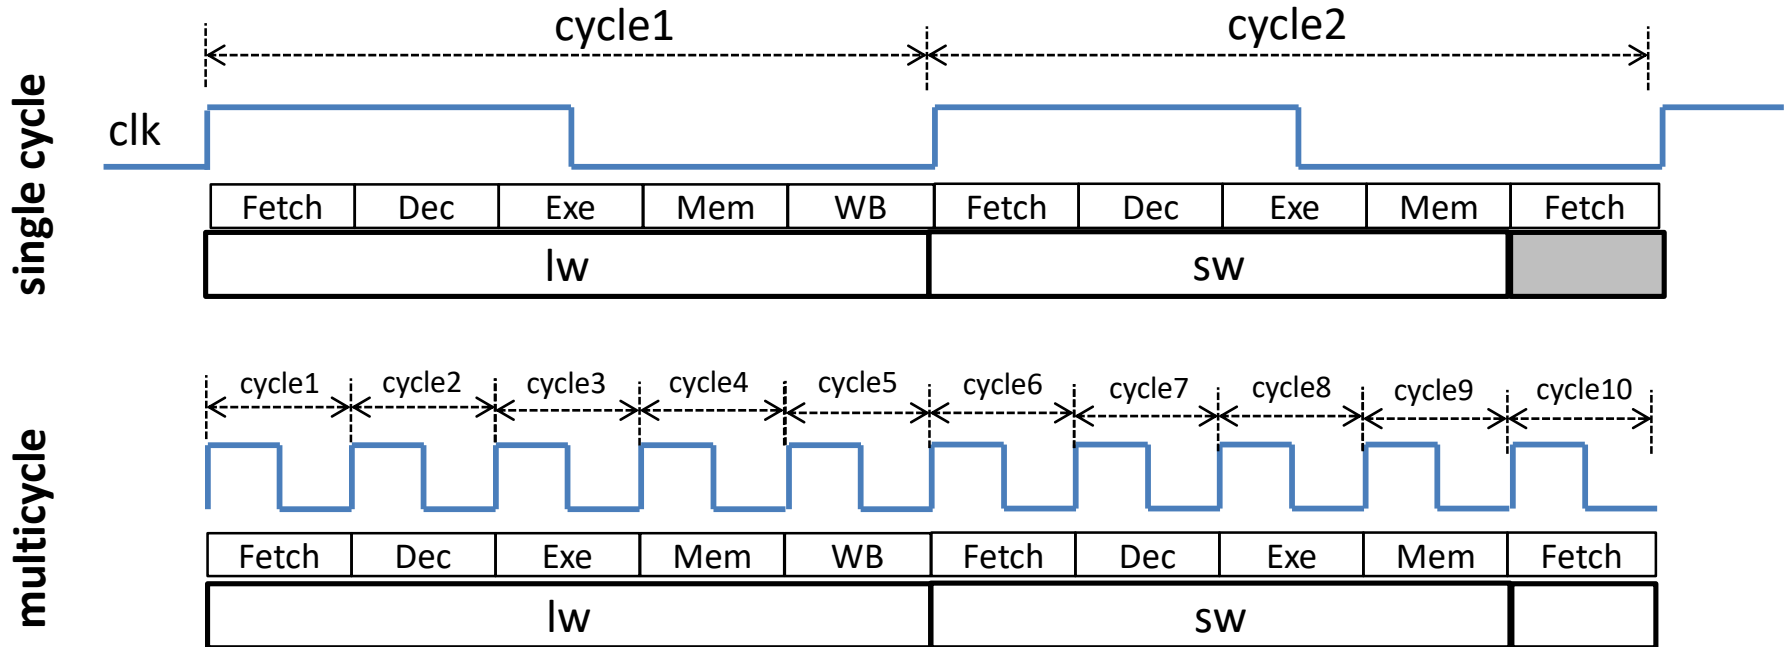 cycle1 cycle2
single cycle
clk
Fetch Dec Exe Mem WB Fetch Dec Exe Mem Fetch
lw sw
cycle1 cycle2 cycle3 cycle4 cycle5 cycle6 cycle7 cycle8 cycle9 cycle10
multicycle
Fetch Dec Exe Mem WB Fetch Dec Exe Mem Fetch
lw sw